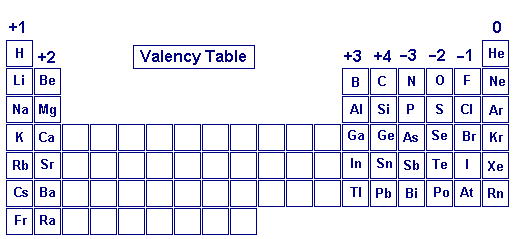 +1 0
H He
+2 Valency Table +3 +4 −3 −2 −1
Li Be B C N O F Ne
Na Mg Al Si P S Cl Ar
K Ca Ga Ge As Se Br Kr
Rb Sr In Sn Sb Te I Xe
Cs Ba Tl Pb Bi Po At Rn
Fr Ra